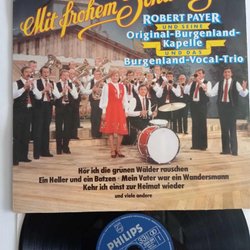 Mit frohem
ROBERT PAYER
UND SEINE
Original-Burgenland-
Kapelle
UND DAS
Burgenland-Vocal-Trio
Hör ich die grünen Wälder rauschen
Ein Heller und ein Batzen · Mein Vater war ein Wandersmann
Kehr ich einst zur Heimat wieder
und viele andere
PHILIPS